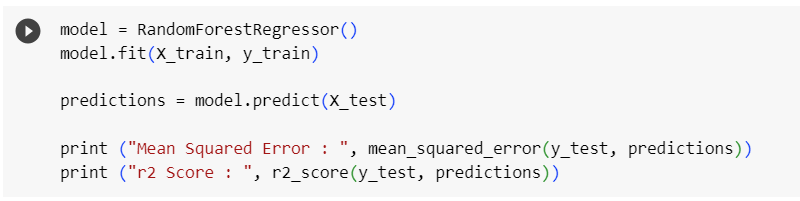 model = RandomForestRegressor()
model.fit(X_train, y_train)
predictions = model.predict(X_test)
print ("Mean Squared Error : ", mean_squared_error(y_test, predictions))
print ("r2 Score : ", r2_score(y_test, predictions))